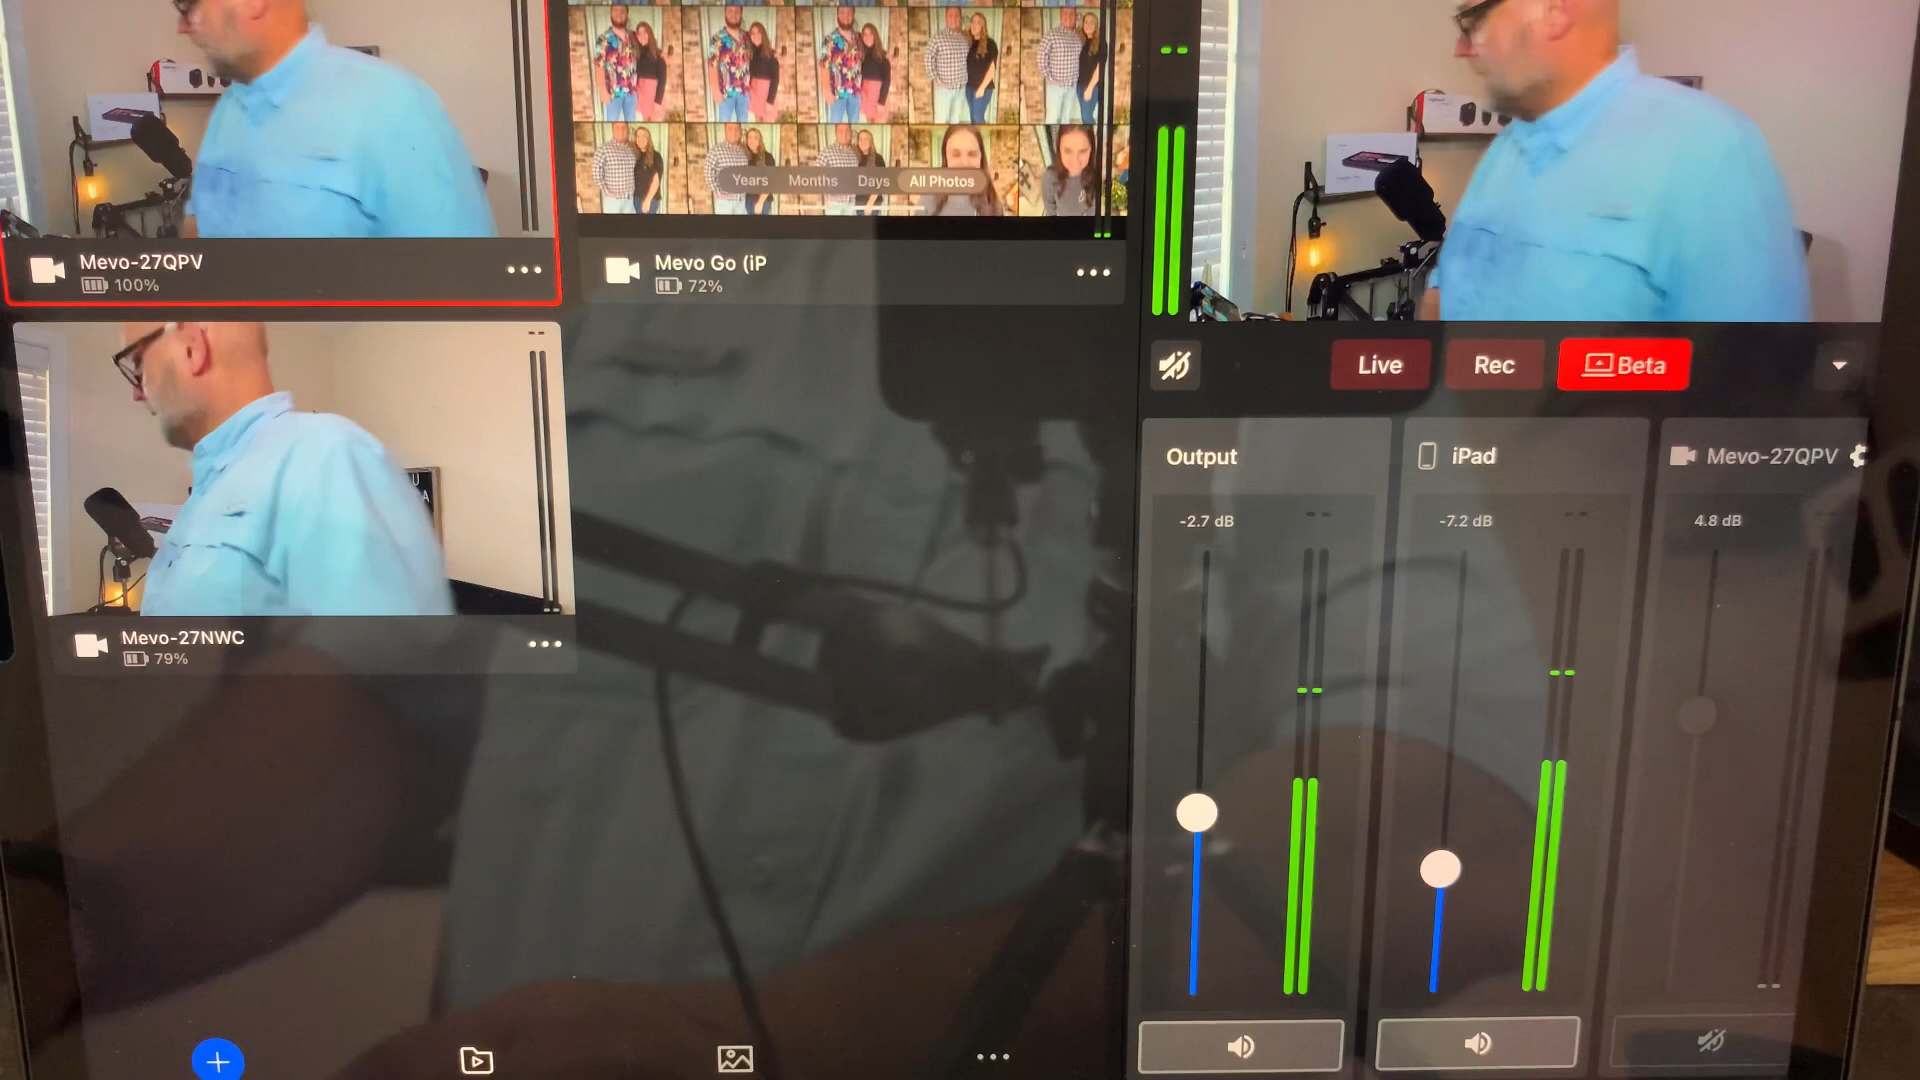 Years Months Days All Photos
Mevo-27QPV
100%
Mevo Go (iP
72%
Live Rec Beta
Mevo-27NWC
79%
Output
iPad
Mevo-27QPV
-2.7 dB
-7.2 dB
4.8 dB